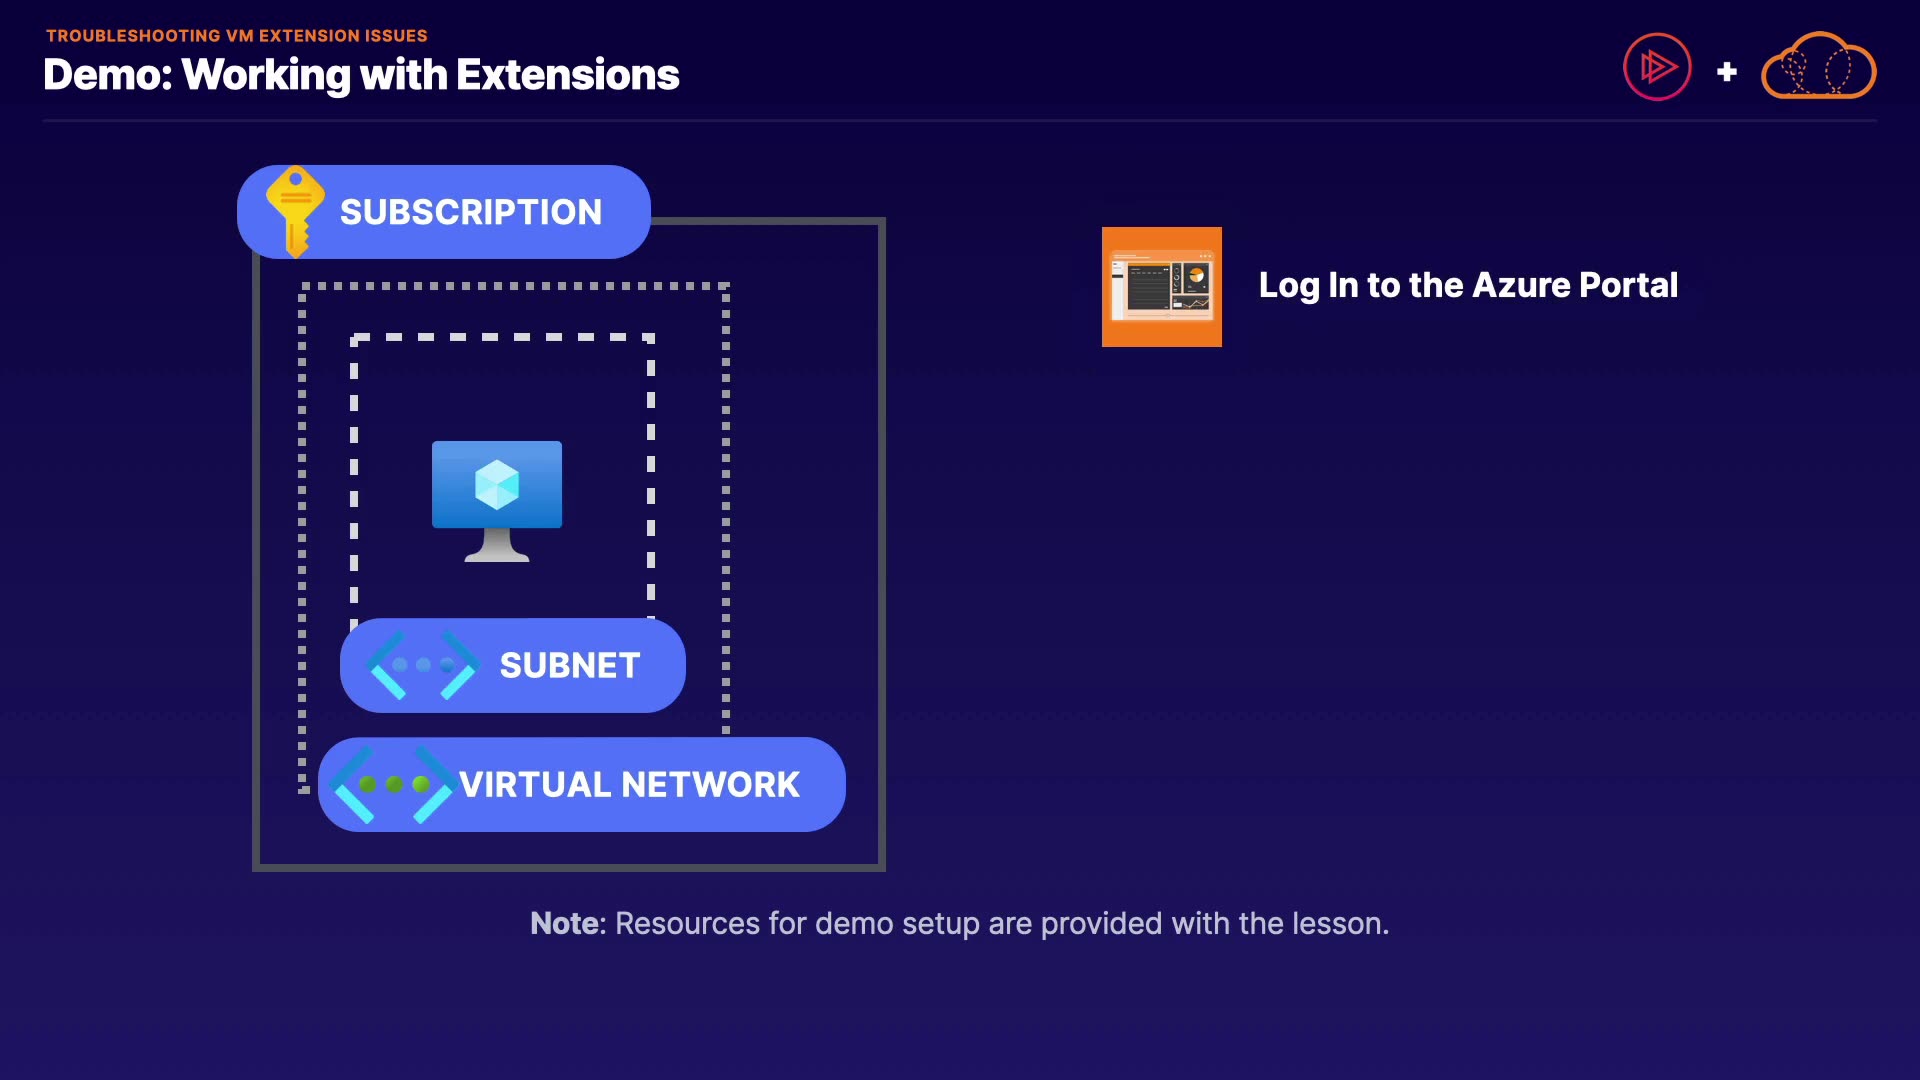 TROUBLESHOOTING VM EXTENSION ISSUES
Demo: Working with Extensions
+
SUBSCRIPTION
Log In to the Azure Portal
SUBNET
VIRTUAL NETWORK
Note: Resources for demo setup are provided with the lesson.